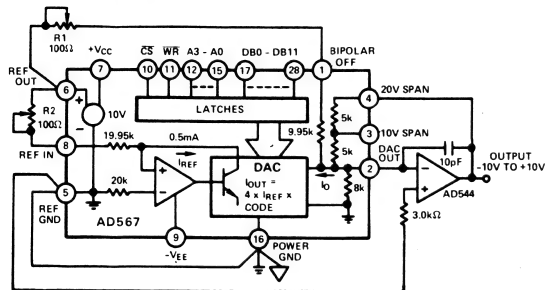 R1
100Ω
+VCC
CS WR A3 - A0 DB0 - DB11 BIPOLAR
OFF
REF
OUT
6 7 10 11 12 15 17 28 1
20V SPAN
4
LATCHES
10V
+
-
R2
100Ω
9.95k
5k
3
10V SPAN
5k
REF IN
8
19.95k
0.5mA
IREF
DAC
IOUT =
4 x IREF x
CODE
IO
DAC
OUT
2
8k
10pF
-
+
AD544
OUTPUT
-10V TO +10V
5
REF
GND
20k
+
-
AD567
9
-VEE
16
POWER
GND
3.0kΩ